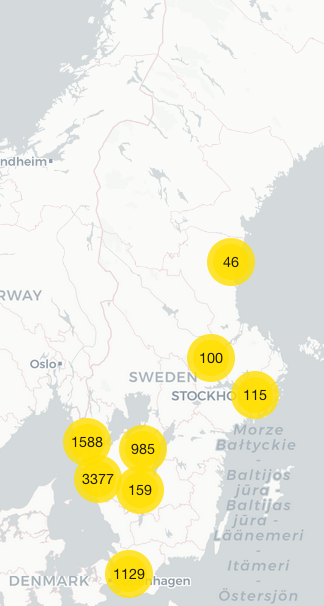 ndheim
46
RWAY
100
Oslo
SWEDEN
115
STOCKHO
1588
985
Morze
Bałtyckie
-
Baltijos
jūra -
Baltijas
jūra -
Läänemeri
-
Itämeri
-
Östersjön
3377
159
1129
nhagen
DENMARK